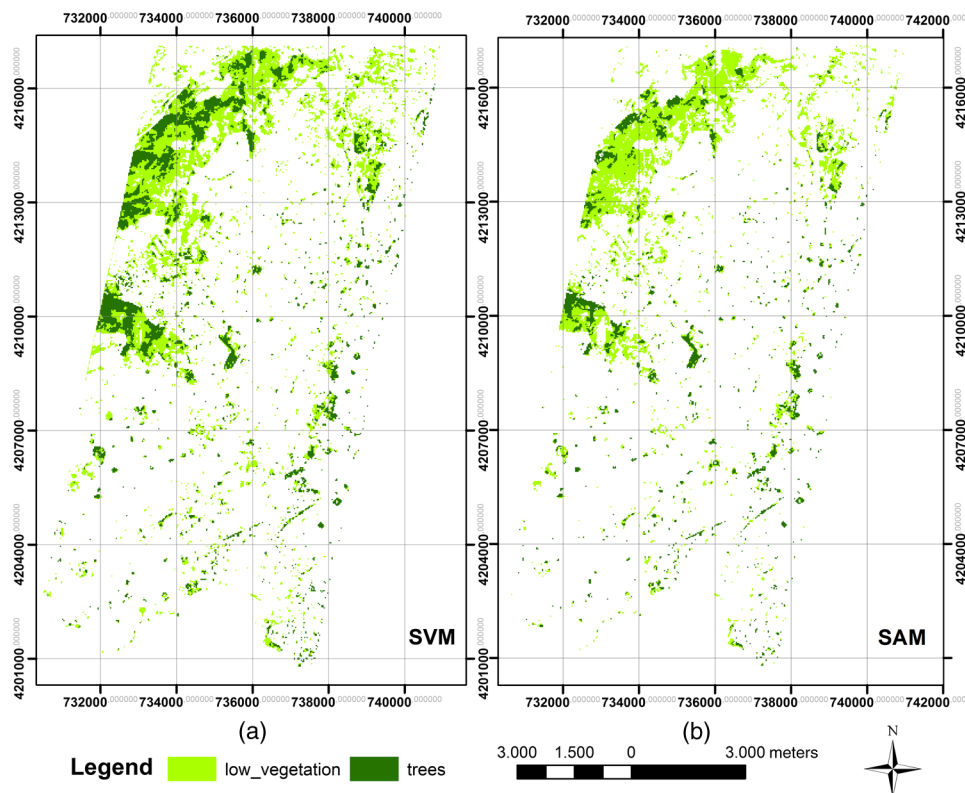 732000.000000 734000.000000 736000.000000 738000.000000 740000.000000
732000.000000 734000.000000 736000.000000 738000.000000 740000.000000 742000.000000
4216000.000000
4213000.000000
4210000.000000
4207000.000000
4204000.000000
4201000.000000
4216000.000000
4213000.000000
4210000.000000
4207000.000000
4204000.000000
4201000.000000
SVM
SAM
732000.000000 734000.000000 736000.000000 738000.000000 740000.000000
732000.000000 734000.000000 736000.000000 738000.000000 740000.000000 742000.000000
(a)
(b)
Legend low_vegetation trees
3.000 1.500 0 3.000 meters
N